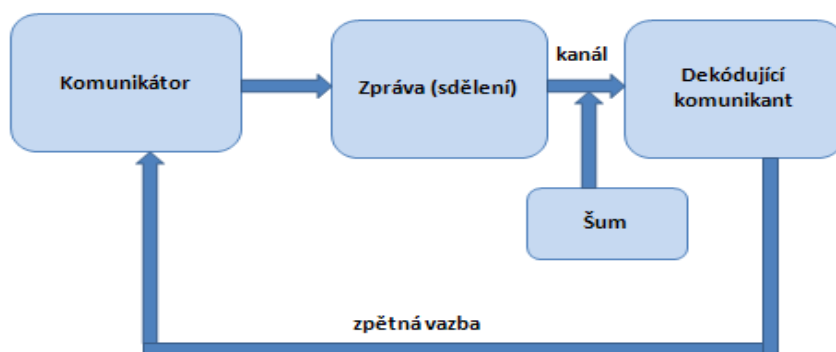 Komunikátor
Zpráva (sdělení)
kanál
Dekódující
komunikant
Šum
zpětná vazba